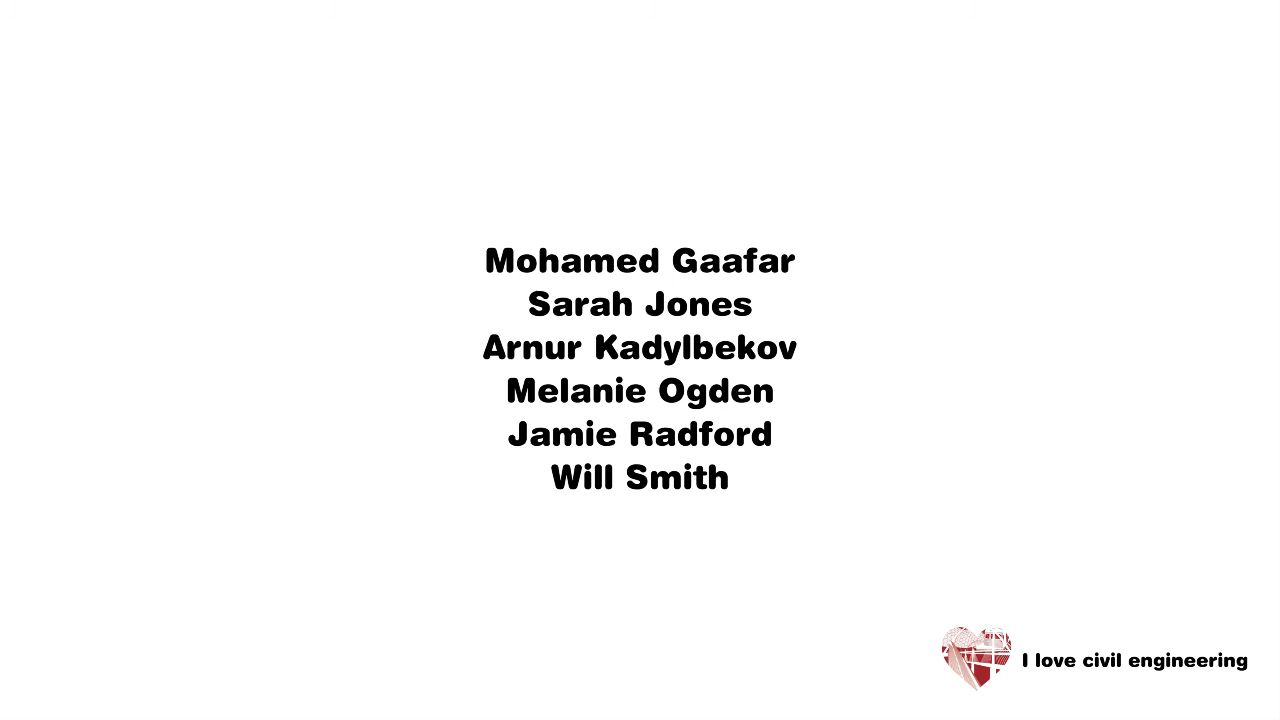 Mohamed Gaafar
Sarah Jones
Arnur Kadylbekov
Melanie Ogden
Jamie Radford
Will Smith
I love civil engineering